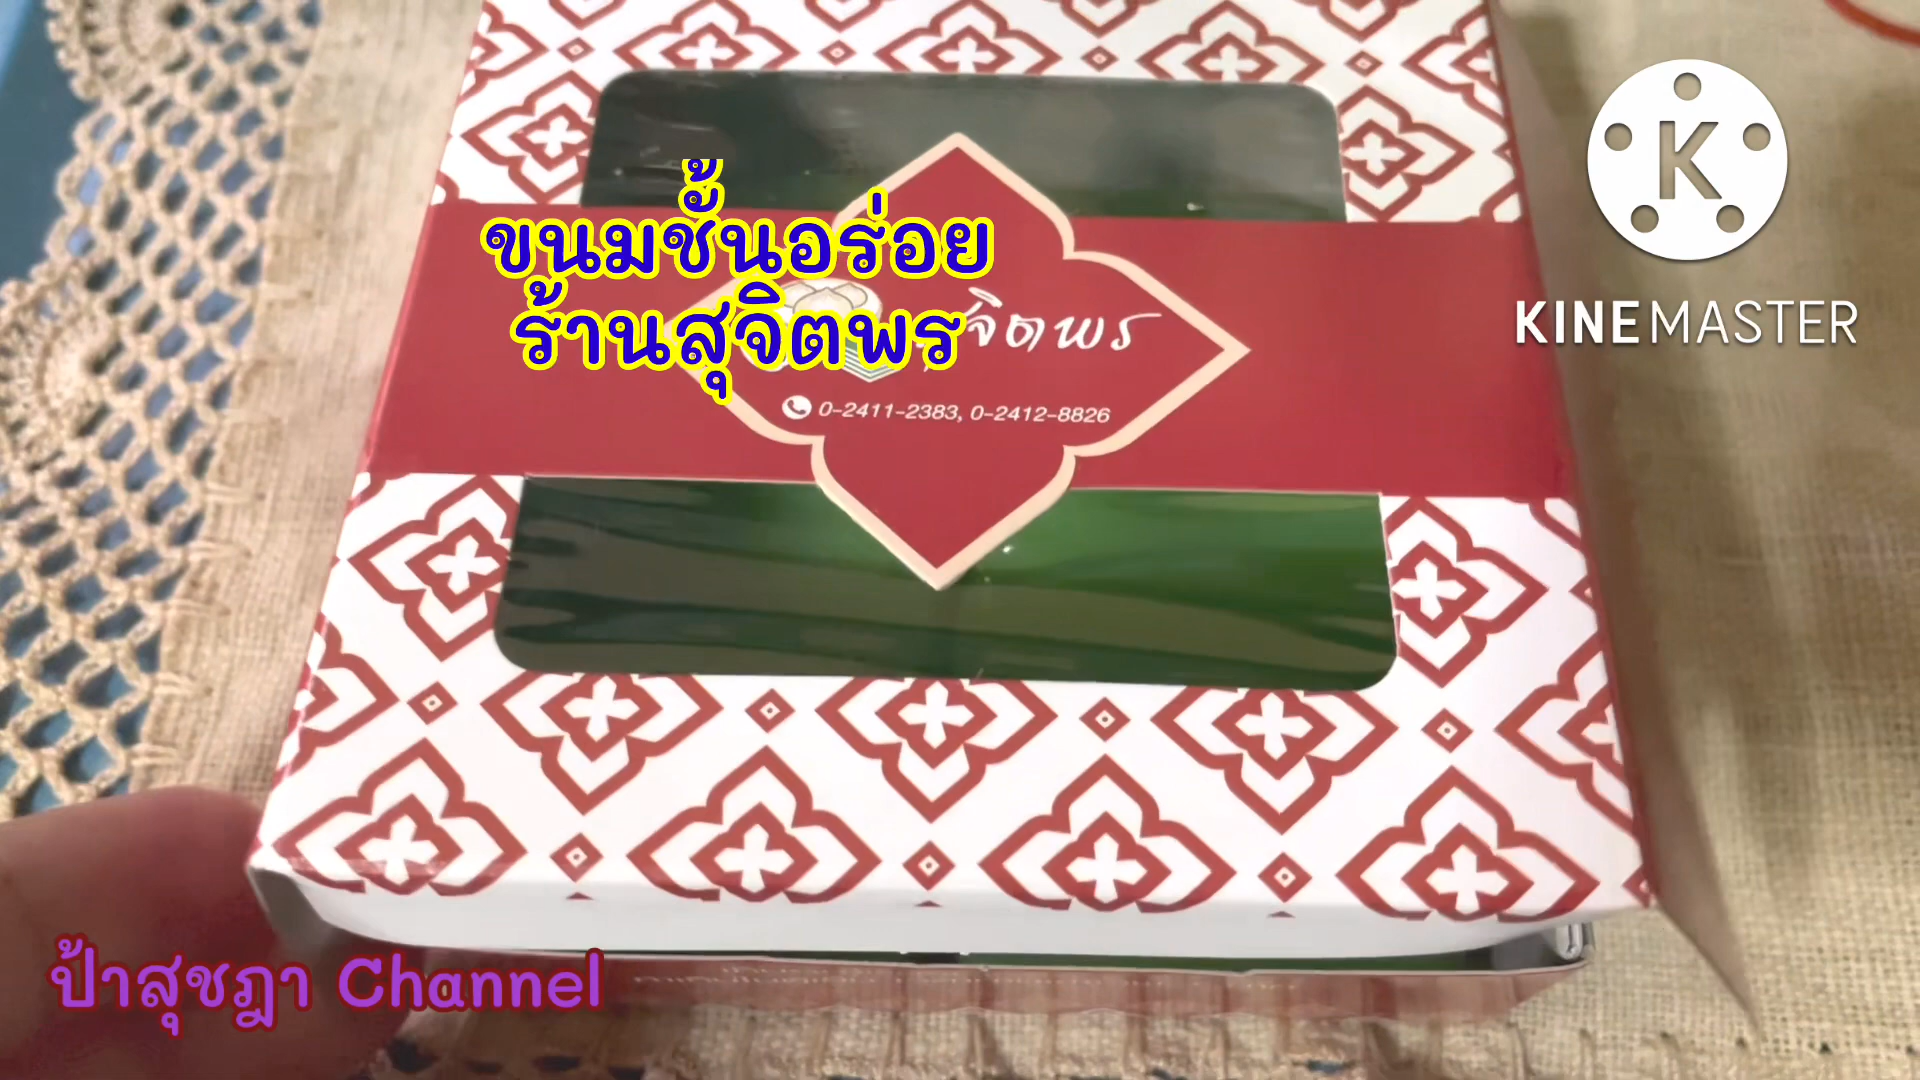 ขนมชั้นอร่อย
ร้านสุจิตพร
จิตพร
0-2411-2383, 0-2412-8826
KINEMASTER
ป้าสุชฎา Channel